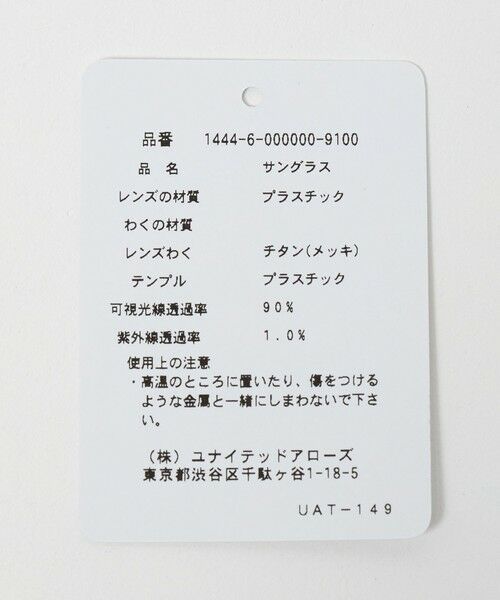 品番 1444-6-000000-9100
品 名 サングラス
レンズの材質 プラスチック
わくの材質
レンズわく チタン(メッキ)
テンプル プラスチック
可視光線透過率 90%
紫外線透過率 1.0%
使用上の注意
・高温のところに置いたり、傷をつける
ような金属と一緒にしまわないで下さ
い。
(株) ユナイテッドアローズ
東京都渋谷区千駄ヶ谷1-18-5
UAT-149